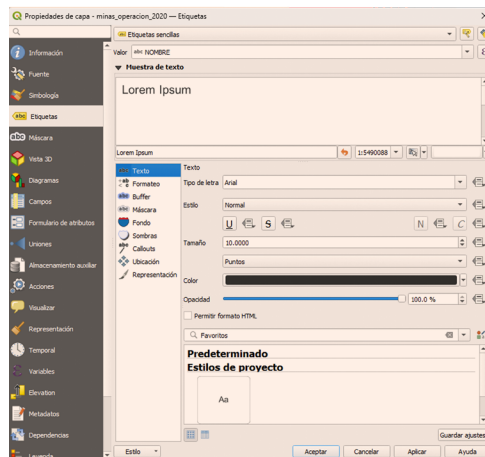 Propiedades de capa - minas_operacion_2020 — Etiquetas
Etiquetas sencillas
Información
Valor abc NOMBRE
Muestra de texto
Fuente
Lorem Ipsum
Simbología
Etiquetas
Máscara
Lorem Ipsum
1:5490088
Vista 3D
Texto
Texto
Diagramas
Formateo
Tipo de letra Arial
Buffer
Campos
Máscara
Estilo Normal
Formulario de atributos
Fondo
U S N C
Sombras
Uniones
Callouts
Tamaño 10.0000
Almacenamiento auxiliar
Ubicación
Puntos
Representación
Acciones
Color
Visualizar
Opacidad 100.0 %
Permitir formato HTML
Representación
Favoritos
Temporal
Predeterminado
Estilos de proyecto
Variables
Elevation
Aa
Metadatos
Dependencias
Guardar ajustes
Leyenda
Estilo
Aceptar Cancelar Aplicar Ayuda